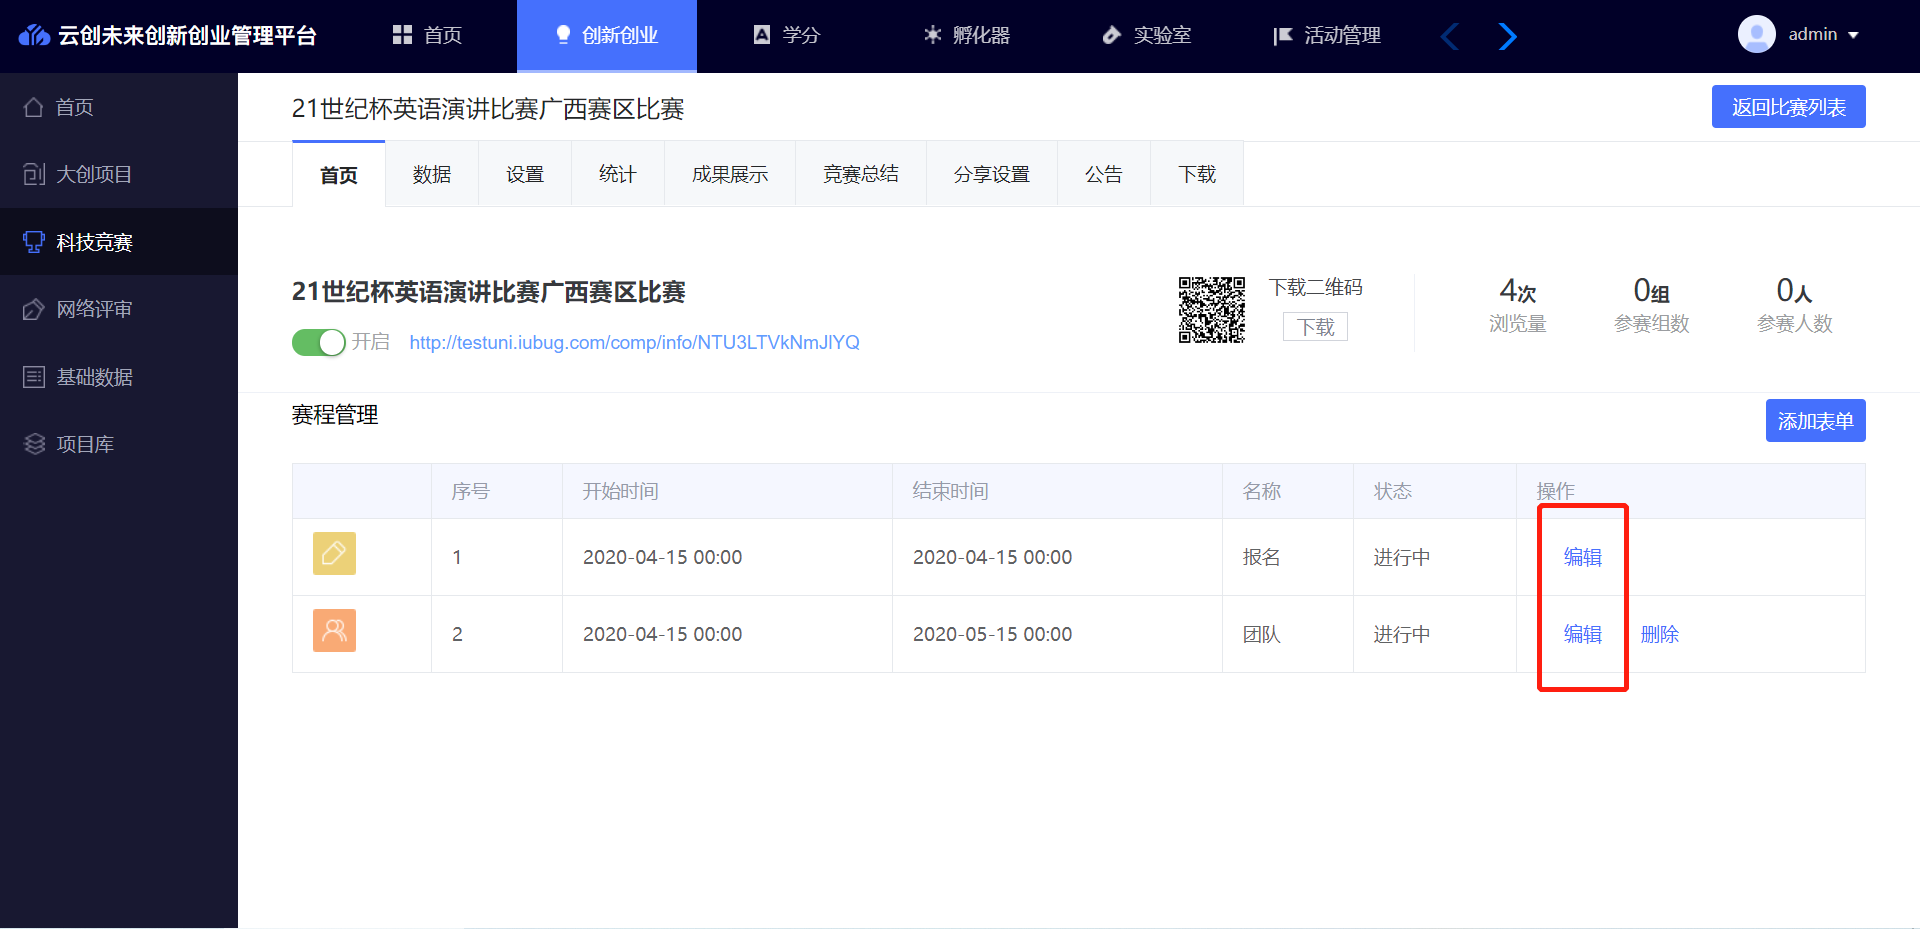 云创未来创新创业管理平台 首页 创新创业 学分 孵化器 实验室 活动管理 admin
首页
大创项目
科技竞赛
网络评审
基础数据
项目库
21世纪杯英语演讲比赛广西赛区比赛 返回比赛列表
首页 数据 设置 统计 成果展示 竞赛总结 分享设置 公告 下载
21世纪杯英语演讲比赛广西赛区比赛
开启 http://testuni.iubug.com/comp/info/NTU3LTVkNmJlYQ
下载二维码
下载
4次 0组 0人
浏览量 参赛组数 参赛人数
赛程管理 添加表单
序号 开始时间 结束时间 名称 状态 操作
1 2020-04-15 00:00 2020-04-15 00:00 报名 进行中 编辑
2 2020-04-15 00:00 2020-05-15 00:00 团队 进行中 编辑 删除